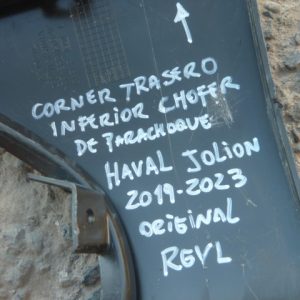 CORNER TRASERO
INFERIOR CHOFER
DE PARACHOQUE
HAVAL JOLION
2019-2023
ORIGINAL
REVL